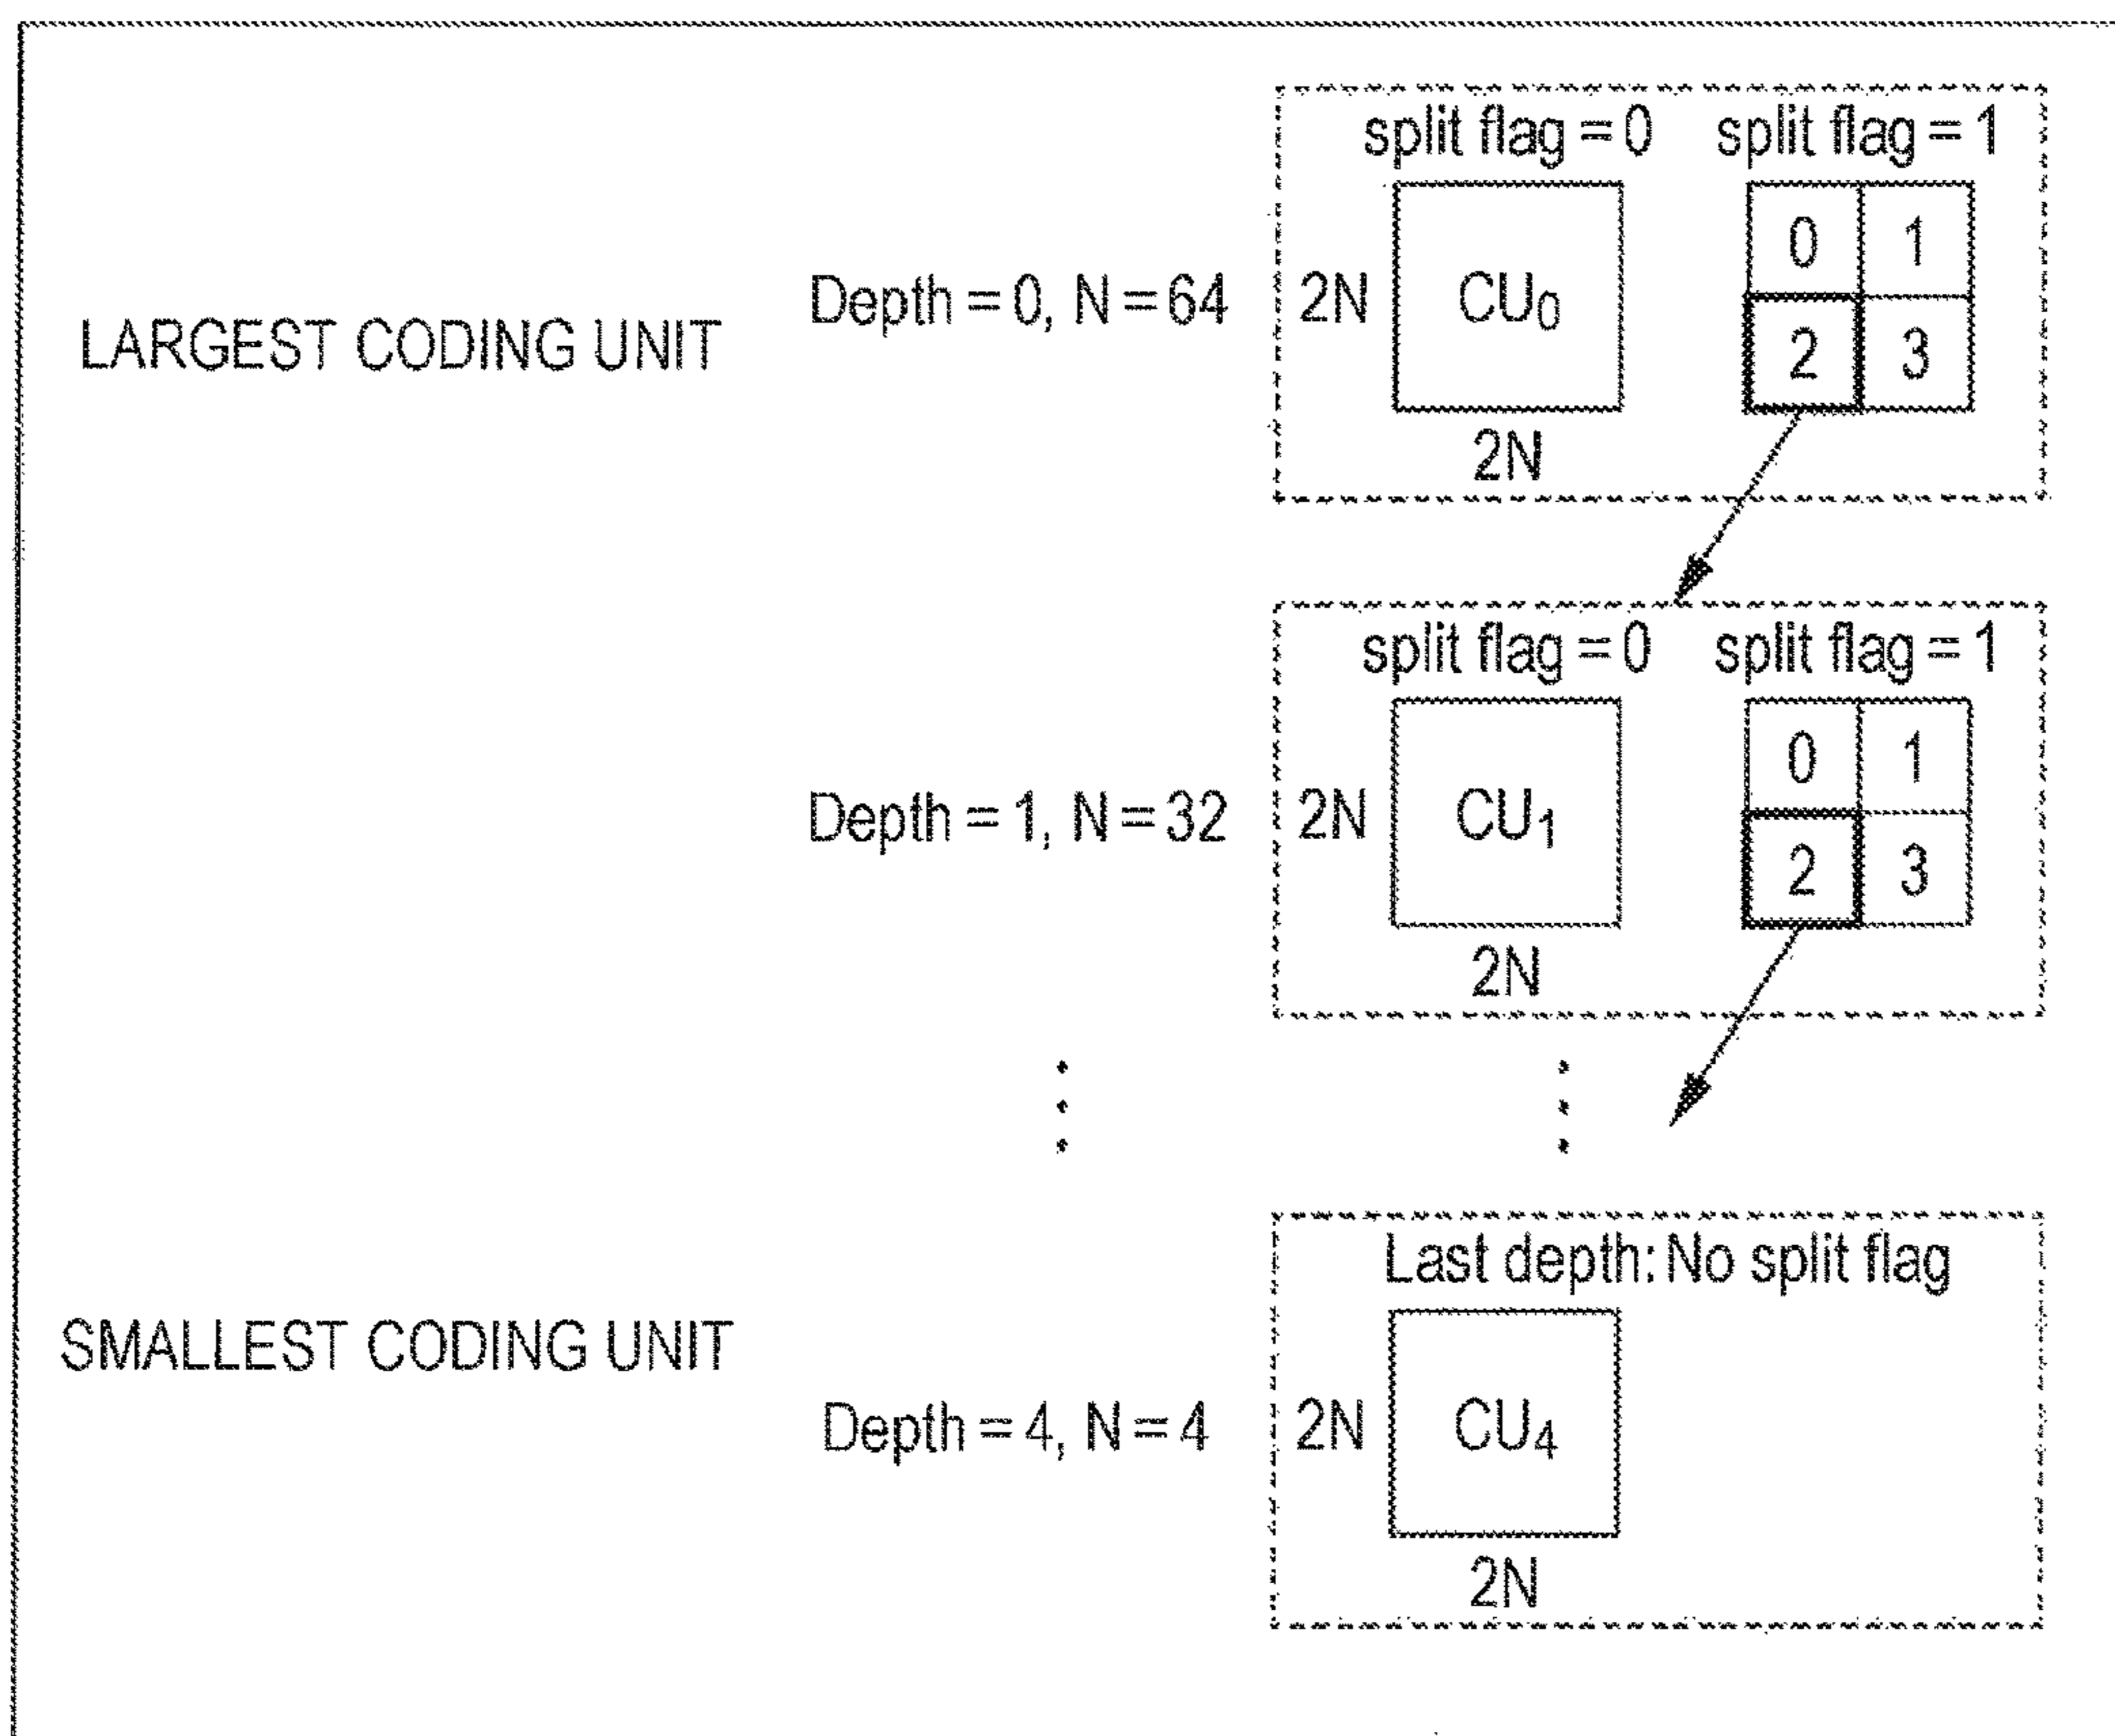 split flag = 0 split flag = 1
LARGEST CODING UNIT
Depth = 0, N = 64
2N
CU0
0 1
2 3
2N
split flag = 0 split flag = 1
Depth = 1, N = 32
2N
CU1
0 1
2 3
2N
Last depth: No split flag
SMALLEST CODING UNIT
Depth = 4, N = 4
2N
CU4
2N